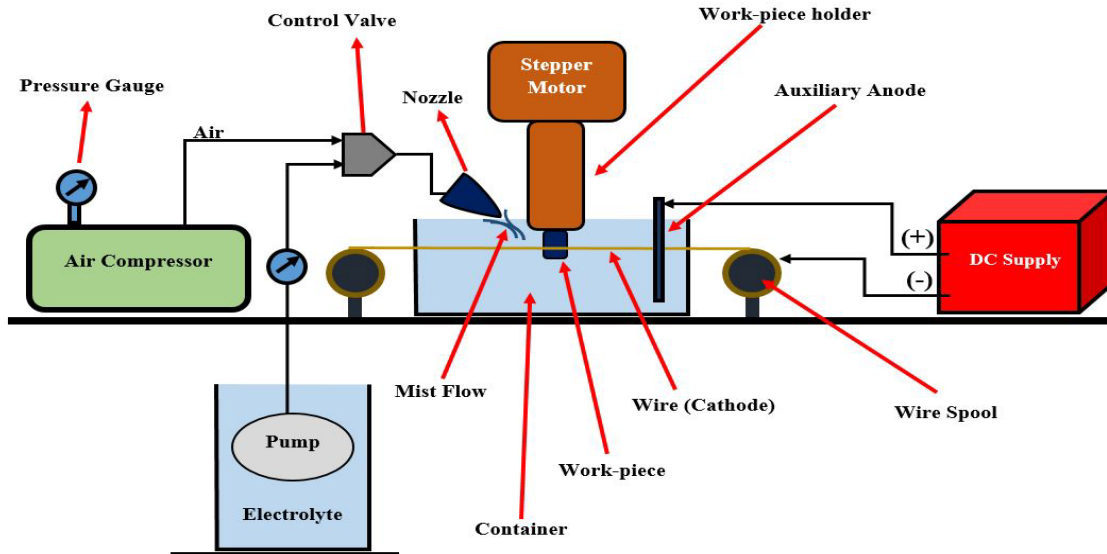 Work-piece holder
Control Valve
Stepper
Motor
Pressure Gauge
Nozzle
Auxiliary Anode
Air
(+)
Air Compressor
DC Supply
(-)
Mist Flow
Wire (Cathode)
Wire Spool
Pump
Work-piece
Electrolyte
Container